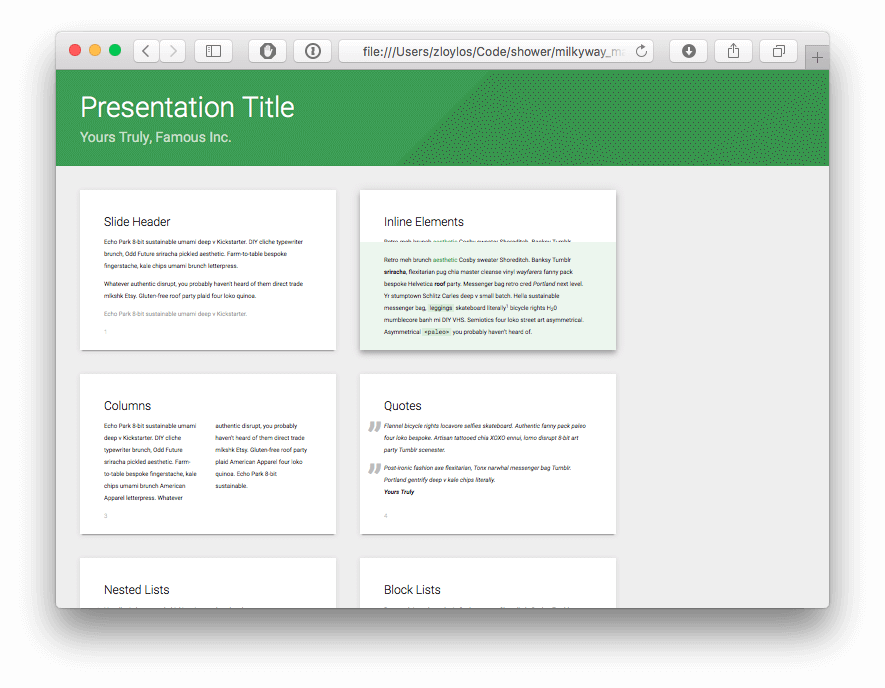 file:///Users/zloylos/Code/shower/milkyway_ma
Presentation Title
Yours Truly, Famous Inc.
Slide Header
Echo Park 8-bit sustainable umami deep v Kickstarter. DIY cliche typewriter
brunch, Odd Future sriracha pickled aesthetic. Farm-to-table bespoke
fingerstache, kale chips umami brunch letterpress.
Whatever authentic disrupt, you probably haven't heard of them direct trade
mlkshk Etsy. Gluten-free roof party plaid four loko quinoa.
Echo Park 8-bit sustainable umami deep v Kickstarter.
1
Inline Elements
Retro meh brunch aesthetic Cosby sweater Shoreditch. Banksy Tumblr
Retro meh brunch aesthetic Cosby sweater Shoreditch. Banksy Tumblr
sriracha, flexitarian pug chia master cleanse vinyl wayfarers fanny pack
bespoke Helvetica roof party. Messenger bag retro cred Portland next level.
Yr stumptown Schlitz Carles deep v small batch. Hella sustainable
messenger bag, leggings skateboard literally¹ bicycle rights H₂0
mumblecore banh mi DIY VHS. Semiotics four loko street art asymmetrical.
Asymmetrical <paleo> you probably haven't heard of.
Columns
Echo Park 8-bit sustainable umami
deep v Kickstarter. DIY cliche
typewriter brunch, Odd Future
sriracha pickled aesthetic. Farm-
to-table bespoke fingerstache, kale
chips umami brunch American
Apparel letterpress. Whatever
authentic disrupt, you probably
haven't heard of them direct trade
mlkshk Etsy. Gluten-free roof party
plaid American Apparel four loko
quinoa. Echo Park 8-bit
sustainable.
3
Quotes
Flannel bicycle rights locavore selfies skateboard. Authentic fanny pack paleo
four loko bespoke. Artisan tattooed chia XOXO ennui, lomo disrupt 8-bit art
party Tumblr scenester.
Post-ironic fashion axe flexitarian, Tonx narwhal messenger bag Tumblr.
Portland gentrify deep v kale chips literally.
Yours Truly
4
Nested Lists
Block Lists